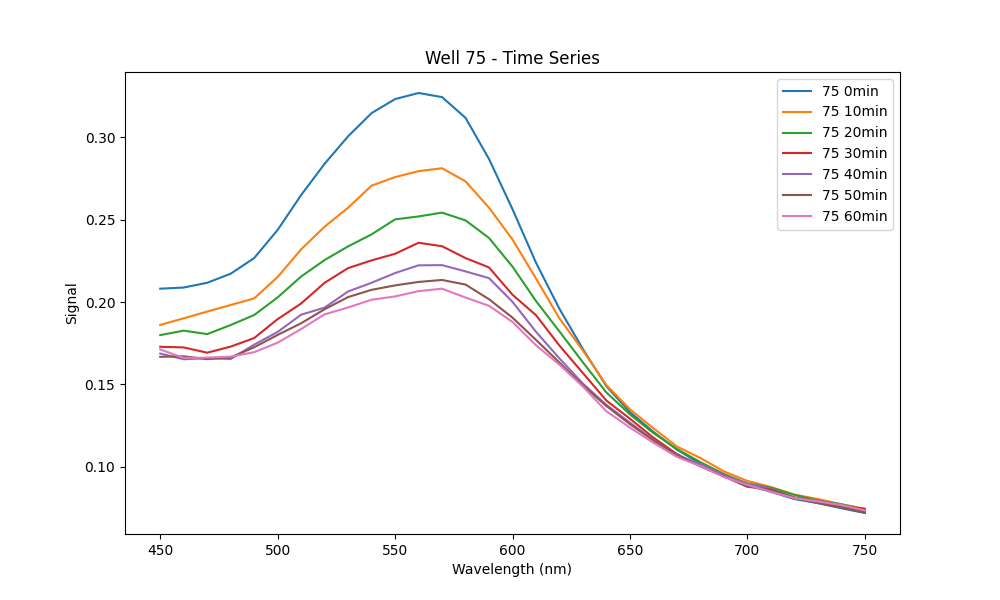 Well 75 - Time Series
75 0min
75 10min
75 20min
75 30min
75 40min
75 50min
75 60min
0.30
0.25
0.20
0.15
0.10
Signal
450 500 550 600 650 700 750
Wavelength (nm)